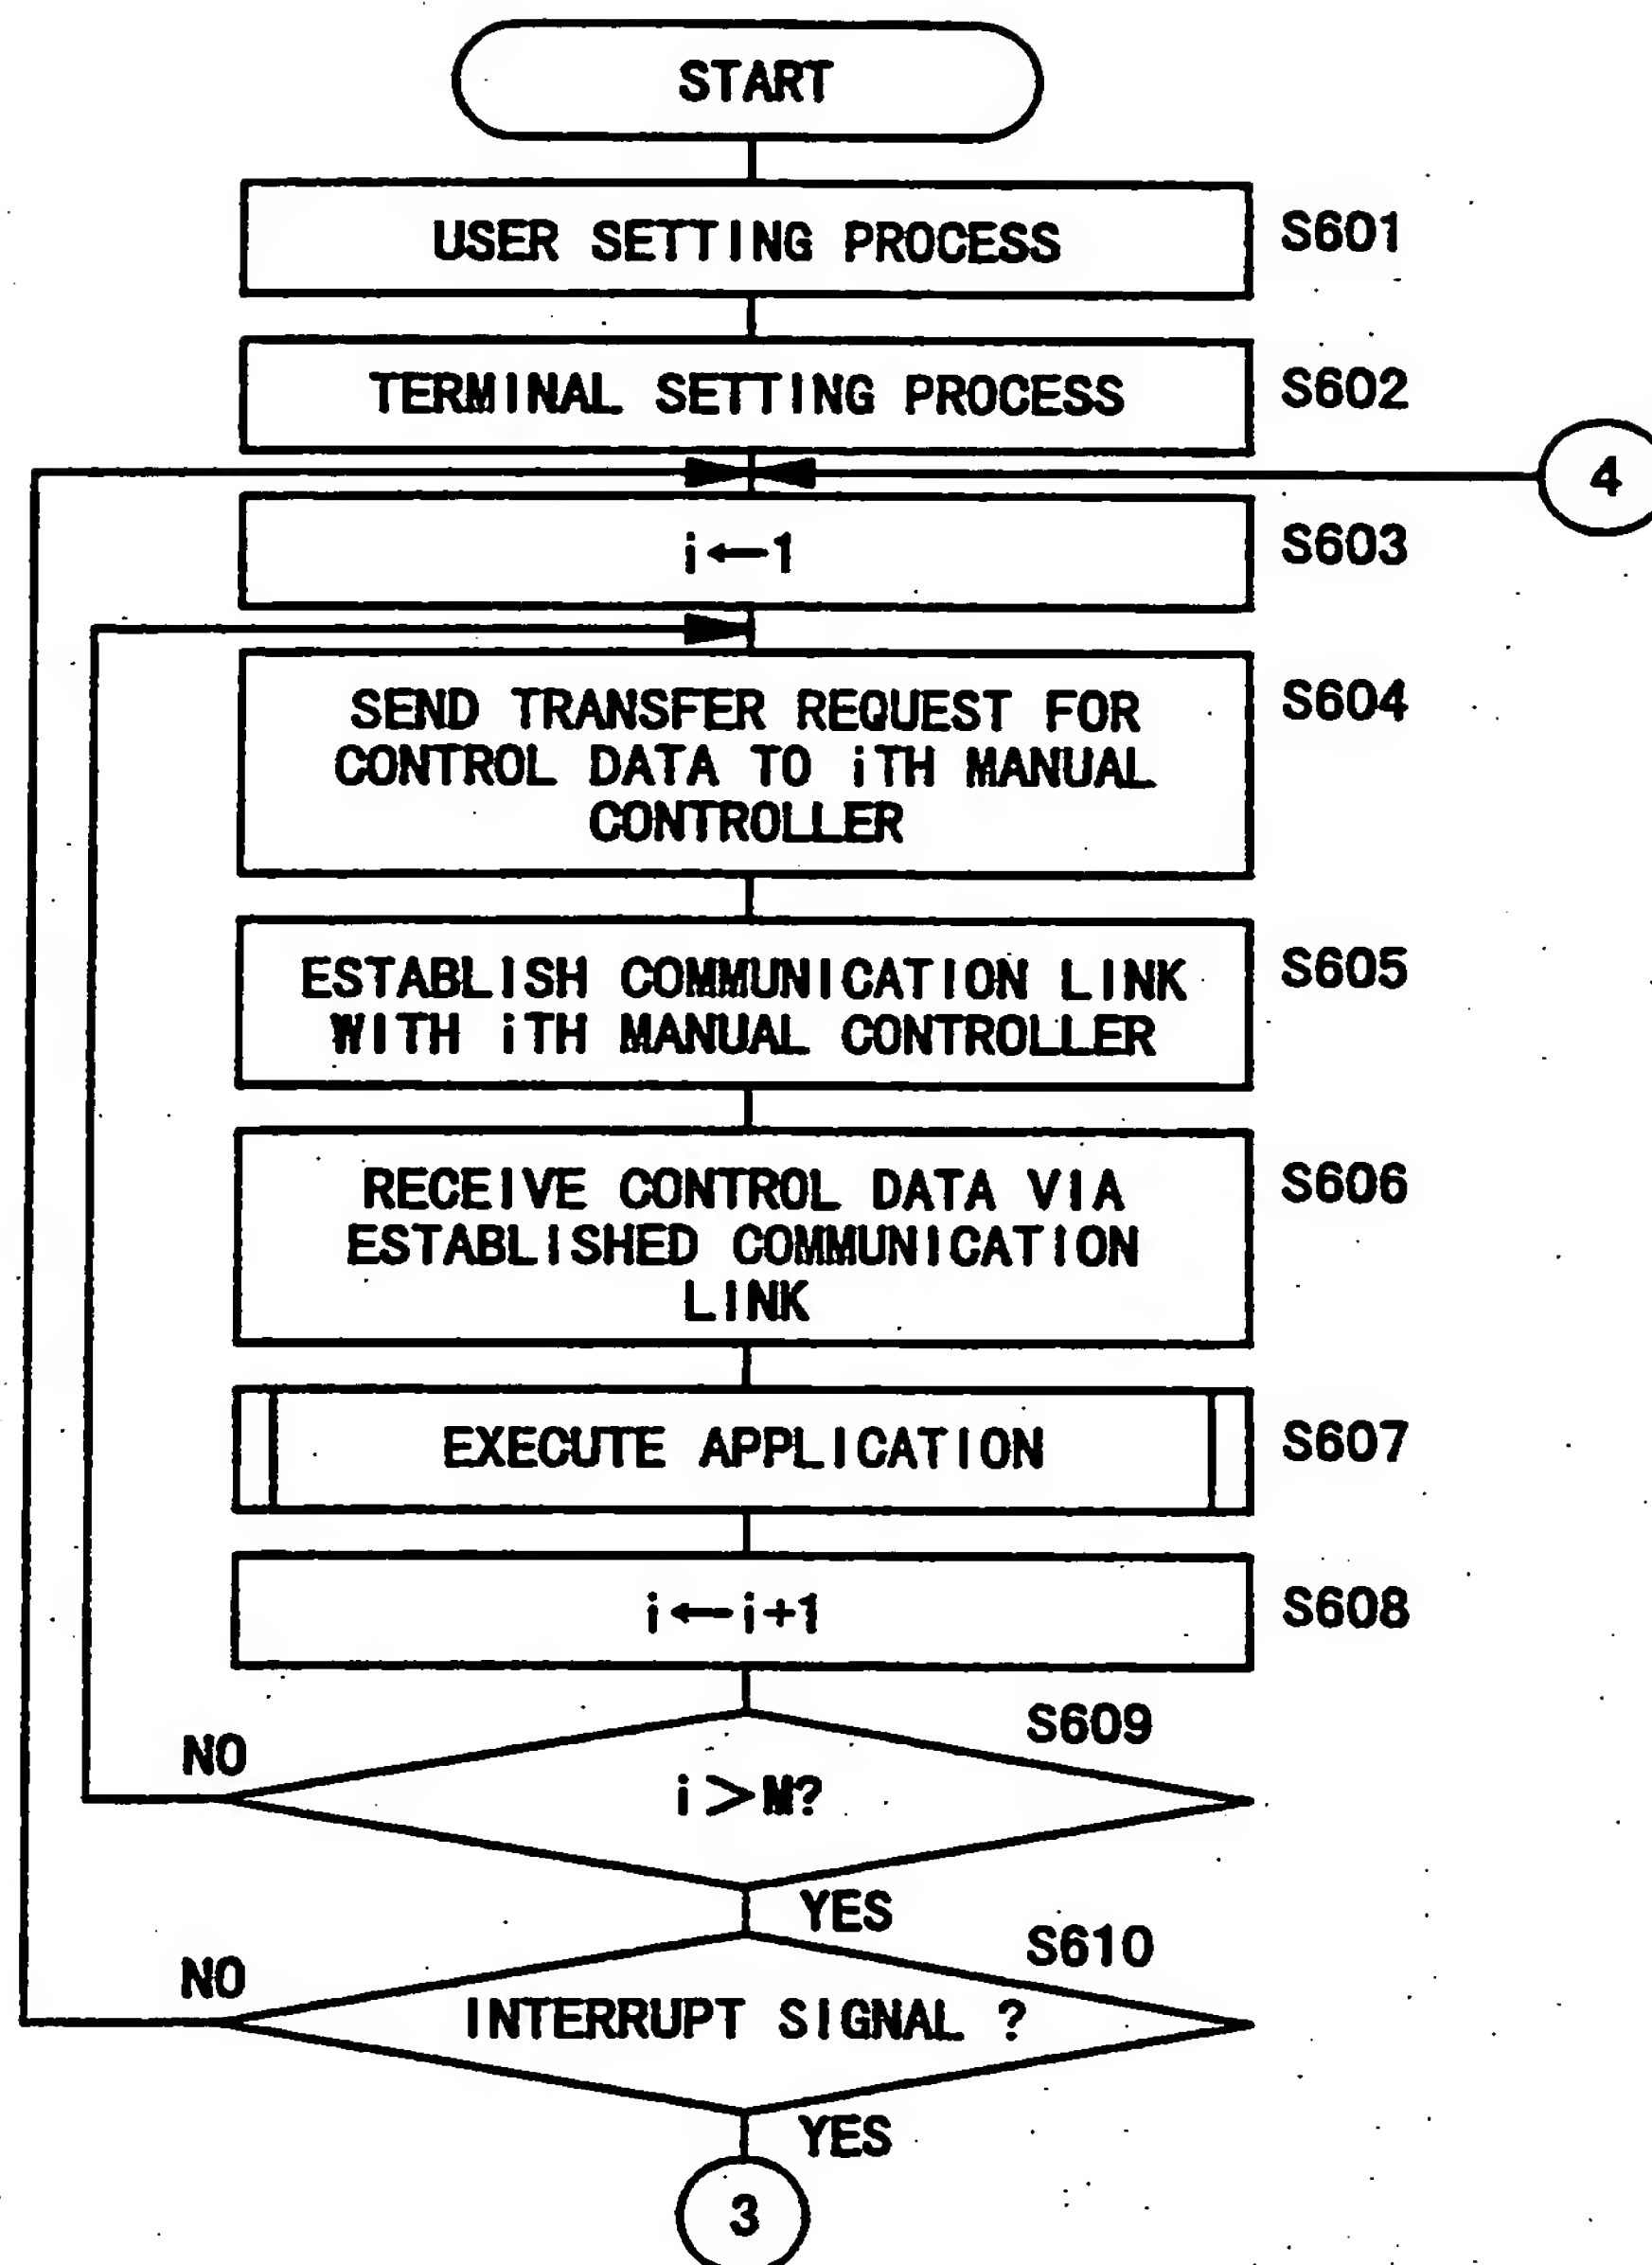 START
USER SETTING PROCESS
S601
TERMINAL SETTING PROCESS
S602
4
i←1
S603
SEND TRANSFER REQUEST FOR
CONTROL DATA TO iTH MANUAL
CONTROLLER
S604
ESTABLISH COMMUNICATION LINK
WITH iTH MANUAL CONTROLLER
S605
RECEIVE CONTROL DATA VIA
ESTABLISHED COMMUNICATION
LINK
S606
EXECUTE APPLICATION
S607
i←i+1
S608
S609
NO
i>M?
YES
S610
NO
INTERRUPT SIGNAL ?
YES
3